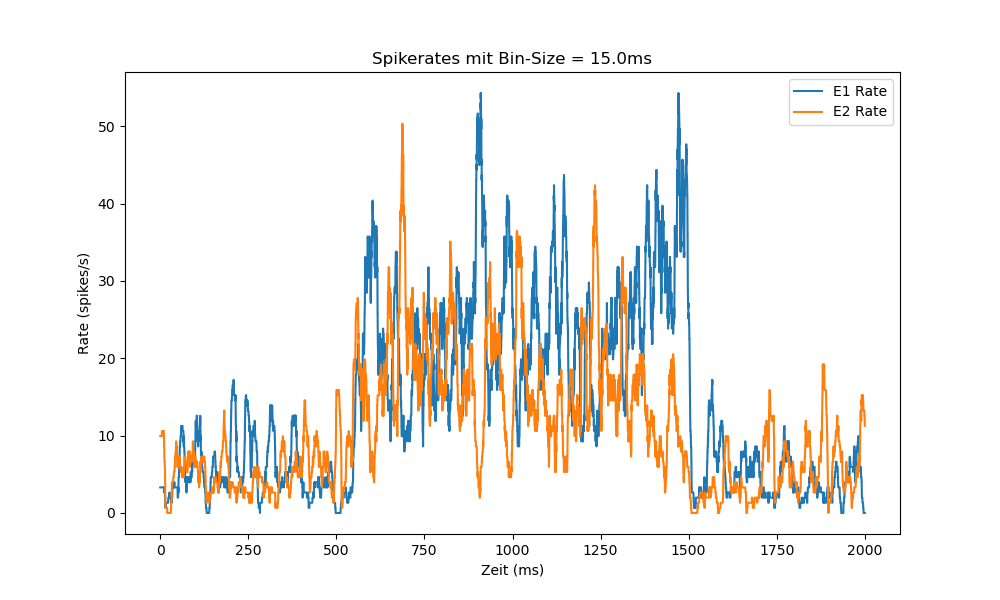 Spikerates mit Bin-Size = 15.0ms
E1 Rate
E2 Rate
Rate (spikes/s)
50
40
30
20
10
0
0 250 500 750 1000 1250 1500 1750 2000
Zeit (ms)